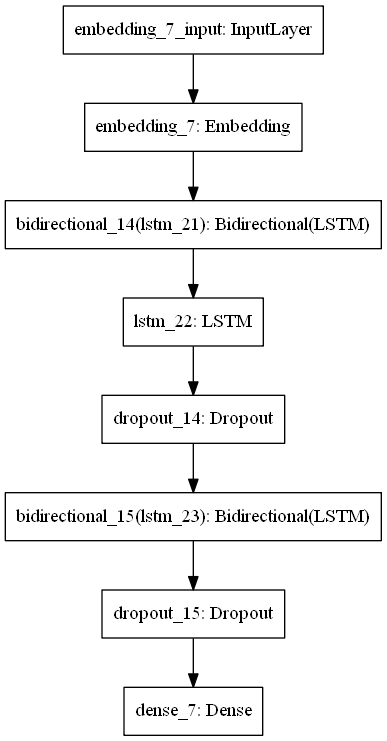 embedding_7_input: InputLayer
embedding_7: Embedding
bidirectional_14(lstm_21): Bidirectional(LSTM)
lstm_22: LSTM
dropout_14: Dropout
bidirectional_15(lstm_23): Bidirectional(LSTM)
dropout_15: Dropout
dense_7: Dense